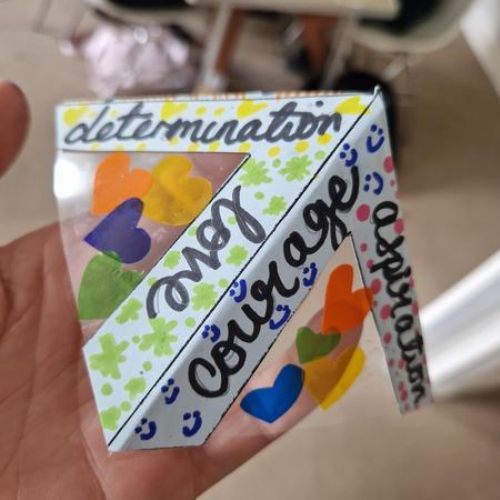 determination
love
courage
aspiration